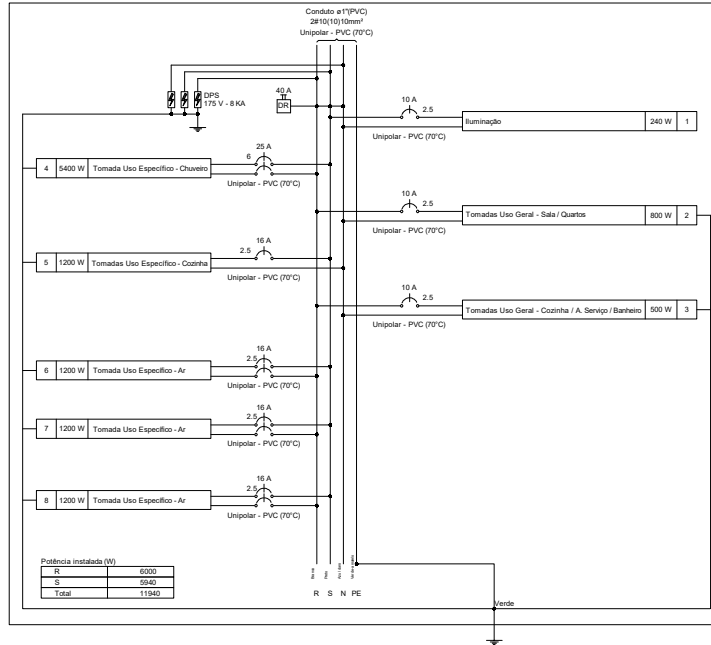 Conduto ø1"(PVC)
2#10(10)10mm²
Unipolar - PVC (70°C)
DPS
175 V - 8 KA
40 A
DR
10 A
2.5
Unipolar - PVC (70°C)
Iluminação 240 W 1
4 5400 W Tomada Uso Específico - Chuveiro
25 A
6
Unipolar - PVC (70°C)
10 A
2.5
Unipolar - PVC (70°C)
Tomadas Uso Geral - Sala / Quartos 800 W 2
5 1200 W Tomadas Uso Específico - Cozinha
16 A
2.5
Unipolar - PVC (70°C)
10 A
2.5
Unipolar - PVC (70°C)
Tomadas Uso Geral - Cozinha / A. Serviço / Banheiro 500 W 3
6 1200 W Tomada Uso Específico - Ar
16 A
2.5
Unipolar - PVC (70°C)
7 1200 W Tomada Uso Específico - Ar
16 A
2.5
Unipolar - PVC (70°C)
8 1200 W Tomada Uso Específico - Ar
16 A
2.5
Unipolar - PVC (70°C)
Potência instalada (W)
R 6000
S 5940
Total 11940
R S N PE
Verde